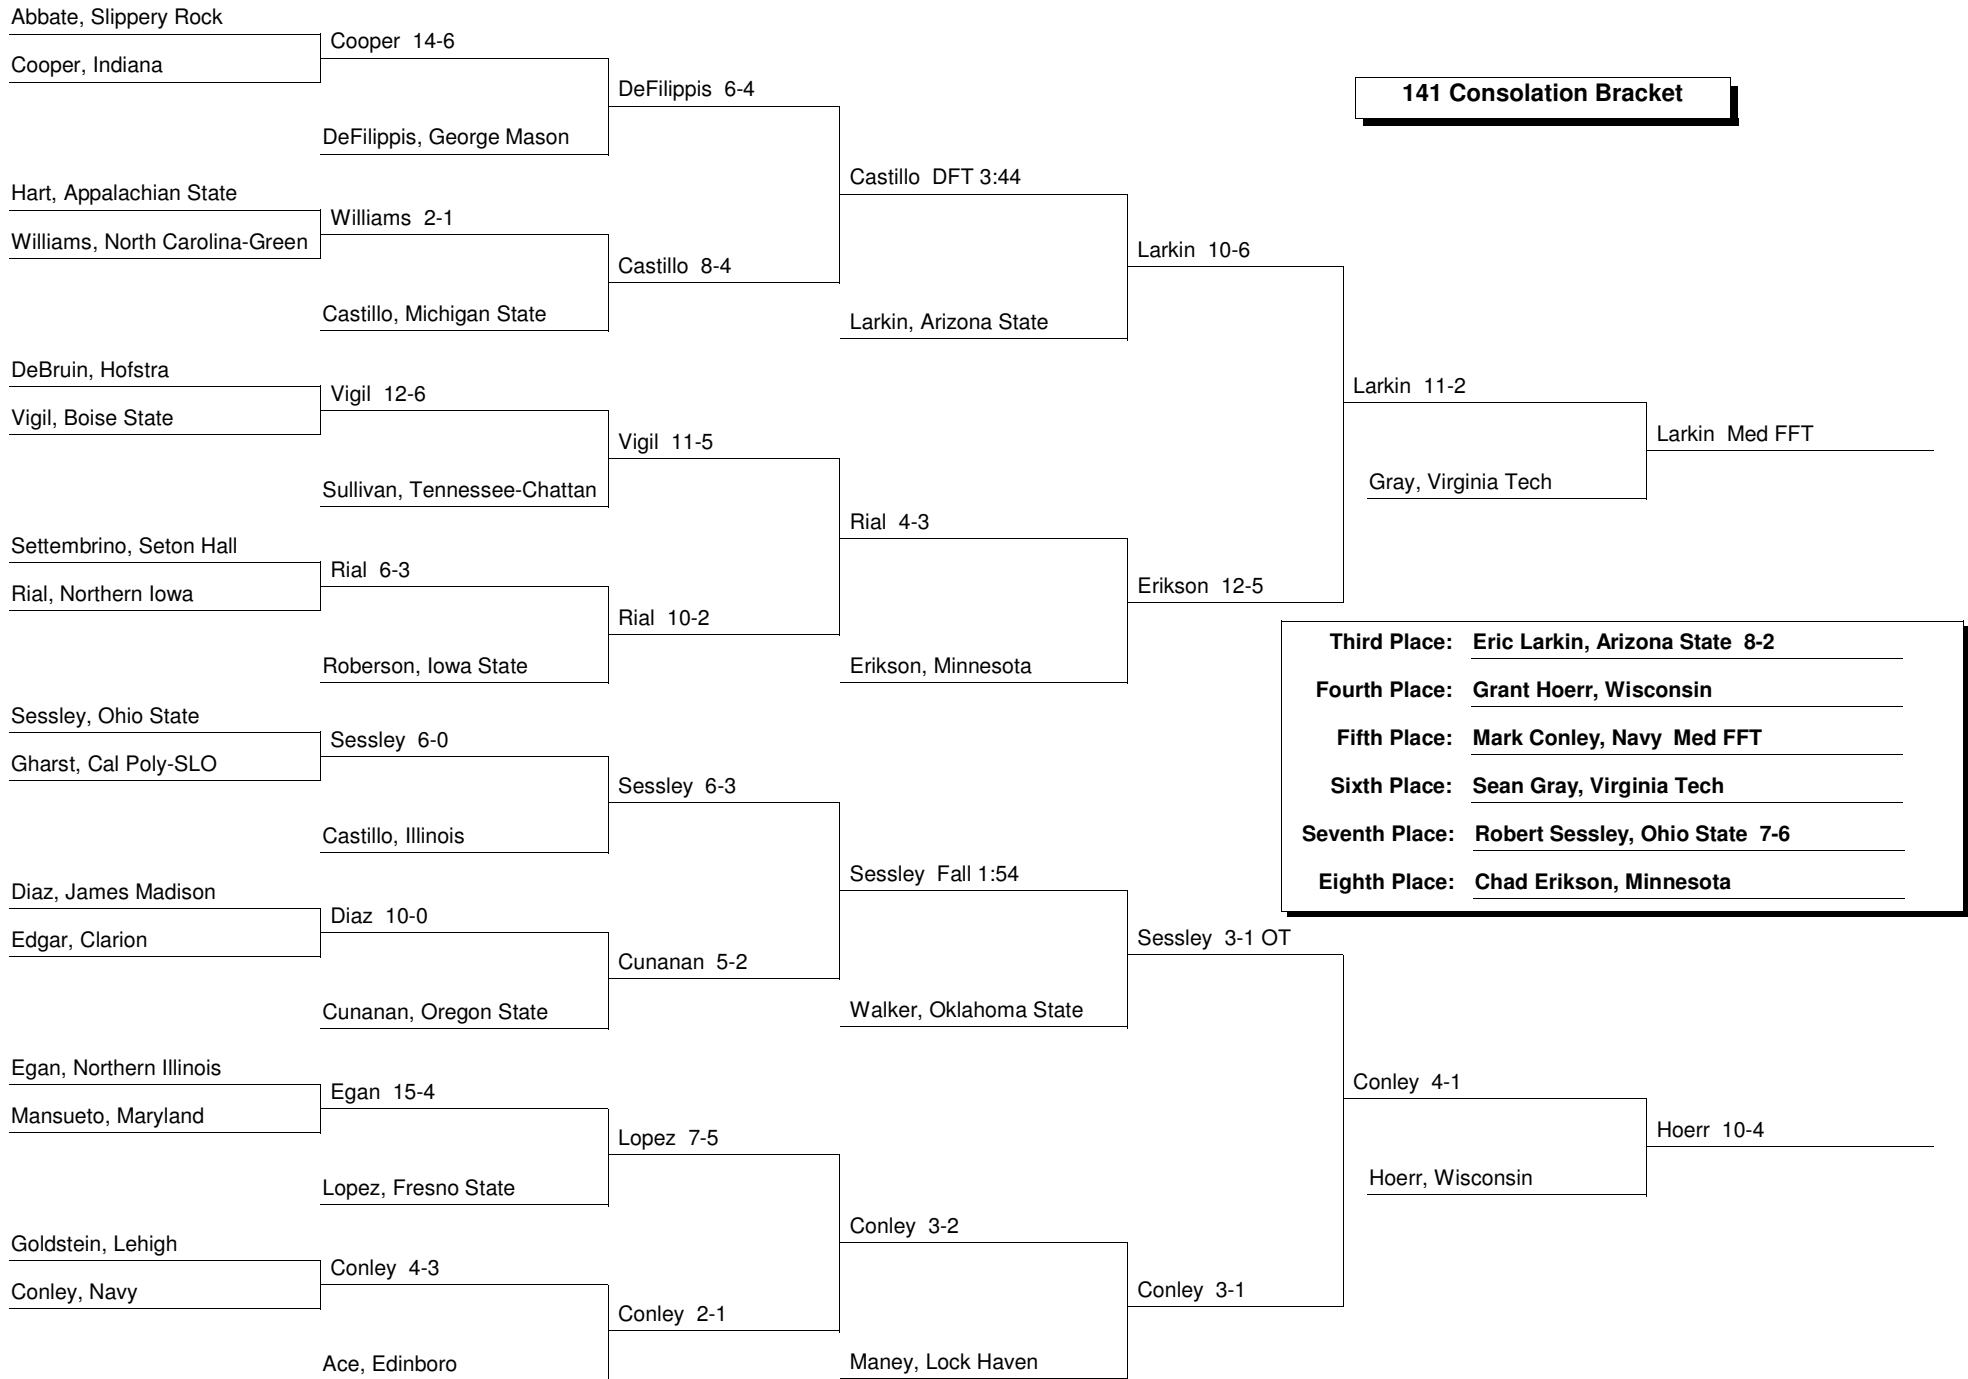 Abbate, Slippery Rock
Cooper, Indiana
Hart, Appalachian State
Williams, North Carolina-Green
DeBruin, Hofstra
Vigil, Boise State
Settembrino, Seton Hall
Rial, Northern Iowa
Sessley, Ohio State
Gharst, Cal Poly-SLO
Diaz, James Madison
Edgar, Clarion
Egan, Northern Illinois
Mansueto, Maryland
Goldstein, Lehigh
Conley, Navy
Cooper 14-6
DeFilippis, George Mason
Williams 2-1
Castillo, Michigan State
Vigil 12-6
Sullivan, Tennessee-Chattan
Rial 6-3
Roberson, Iowa State
Sessley 6-0
Castillo, Illinois
Diaz 10-0
Cunanan, Oregon State
Egan 15-4
Lopez, Fresno State
Conley 4-3
Ace, Edinboro
DeFilippis 6-4
Castillo 8-4
Vigil 11-5
Rial 10-2
Sessley 6-3
Cunanan 5-2
Lopez 7-5
Conley 2-1
Castillo DFT 3:44
Larkin, Arizona State
Rial 4-3
Erikson, Minnesota
Sessley Fall 1:54
Walker, Oklahoma State
Conley 3-2
Maney, Lock Haven
Larkin 10-6
Erikson 12-5
Sessley 3-1 OT
Conley 3-1
141 Consolation Bracket
Larkin 11-2
Gray, Virginia Tech
Conley 4-1
Hoerr, Wisconsin
Larkin Med FFT
Hoerr 10-4
Third Place: Eric Larkin, Arizona State 8-2
Fourth Place: Grant Hoerr, Wisconsin
Fifth Place: Mark Conley, Navy Med FFT
Sixth Place: Sean Gray, Virginia Tech
Seventh Place: Robert Sessley, Ohio State 7-6
Eighth Place: Chad Erikson, Minnesota